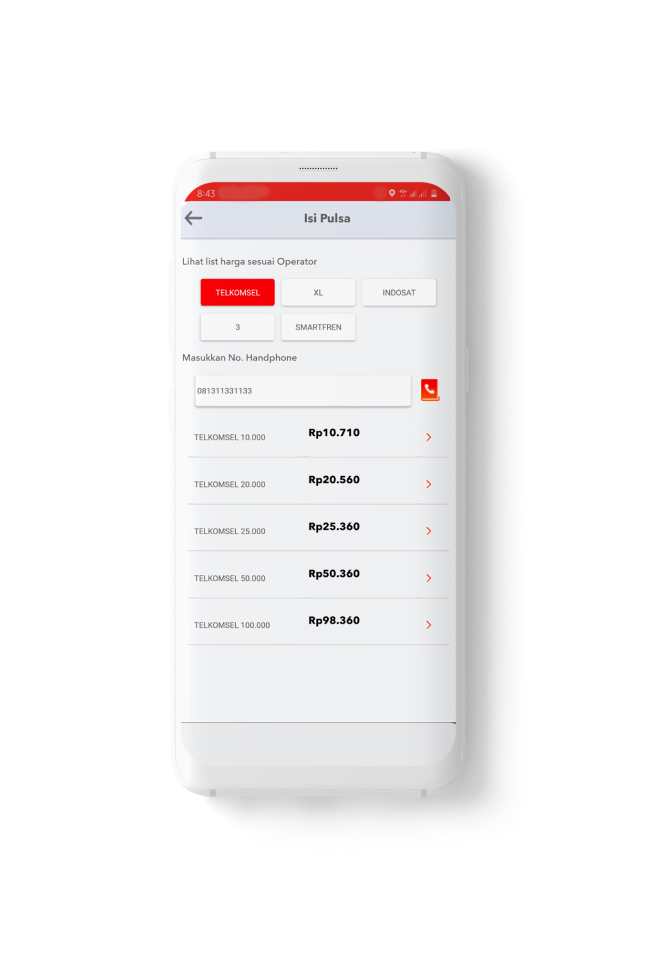 8:43
Isi Pulsa
Lihat list harga sesuai Operator
TELKOMSEL XL INDOSAT
3 SMARTFREN
Masukkan No. Handphone
081311331133
TELKOMSEL 10.000 Rp10.710
TELKOMSEL 20.000 Rp20.560
TELKOMSEL 25.000 Rp25.360
TELKOMSEL 50.000 Rp50.360
TELKOMSEL 100.000 Rp98.360